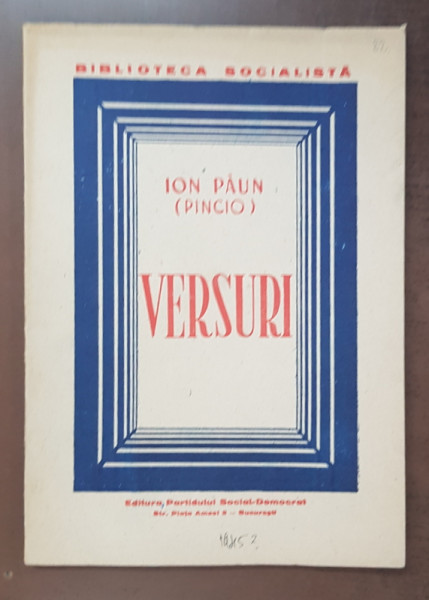 BIBLIOTECA SOCIALISTĂ
ION PĂUN
(PINCIO)
VERSURI
Editura, Partidului Social-Democrat
Str. Piața Amzei 5 — București
1945?